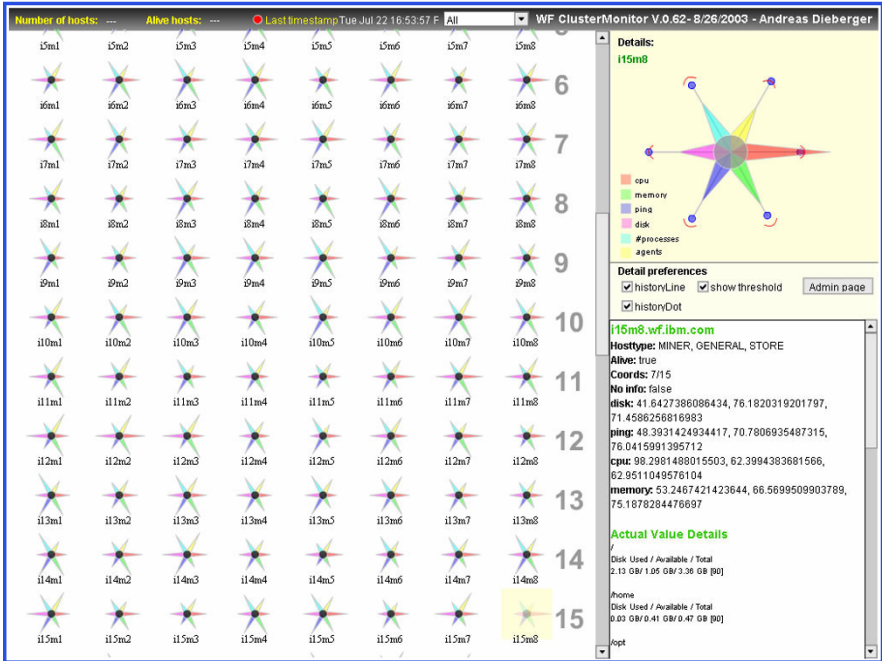 Number of hosts: --- Alive hosts: --- Last timestamp Tue Jul 22 16:53:57 F All WF ClusterMonitor V.0.62- 8/26/2003 - Andreas Dieberger
i5m1 i5m2 i5m3 i5m4 i5m5 i5m6 i5m7 i5m8
i6m1 i6m2 i6m3 i6m4 i6m5 i6m6 i6m7 i6m8 6
i7m1 i7m2 i7m3 i7m4 i7m5 i7m6 i7m7 i7m8 7
i8m1 i8m2 i8m3 i8m4 i8m5 i8m6 i8m7 i8m8 8
i9m1 i9m2 i9m3 i9m4 i9m5 i9m6 i9m7 i9m8 9
i10m1 i10m2 i10m3 i10m4 i10m5 i10m6 i10m7 i10m8 10
i11m1 i11m2 i11m3 i11m4 i11m5 i11m6 i11m7 i11m8 11
i12m1 i12m2 i12m3 i12m4 i12m5 i12m6 i12m7 i12m8 12
i13m1 i13m2 i13m3 i13m4 i13m5 i13m6 i13m7 i13m8 13
i14m1 i14m2 i14m3 i14m4 i14m5 i14m6 i14m7 i14m8 14
i15m1 i15m2 i15m3 i15m4 i15m5 i15m6 i15m7 i15m8 15
Details:
i15m8
cpu
memory
ping
disk
#processes
agents
Detail preferences
historyLine show threshold Admin page
historyDot
i15m8.wf.ibm.com
Hosttype: MINER, GENERAL, STORE
Alive: true
Coords: 7/15
No info: false
disk: 41.6427386086434, 76.1820319201797,
71.4586256816983
ping: 48.3931424934417, 70.7806935487315,
76.0415991395712
cpu: 98.2981488015503, 62.3994383681566,
62.9511049576104
memory: 53.2467421423644, 66.5699509903789,
75.1878284476697
Actual Value Details
/
Disk Used / Available / Total
2.13 GB/ 1.05 GB/ 3.36 GB [90]
/home
Disk Used / Available / Total
0.03 GB/ 0.41 GB/ 0.47 GB [90]
/opt